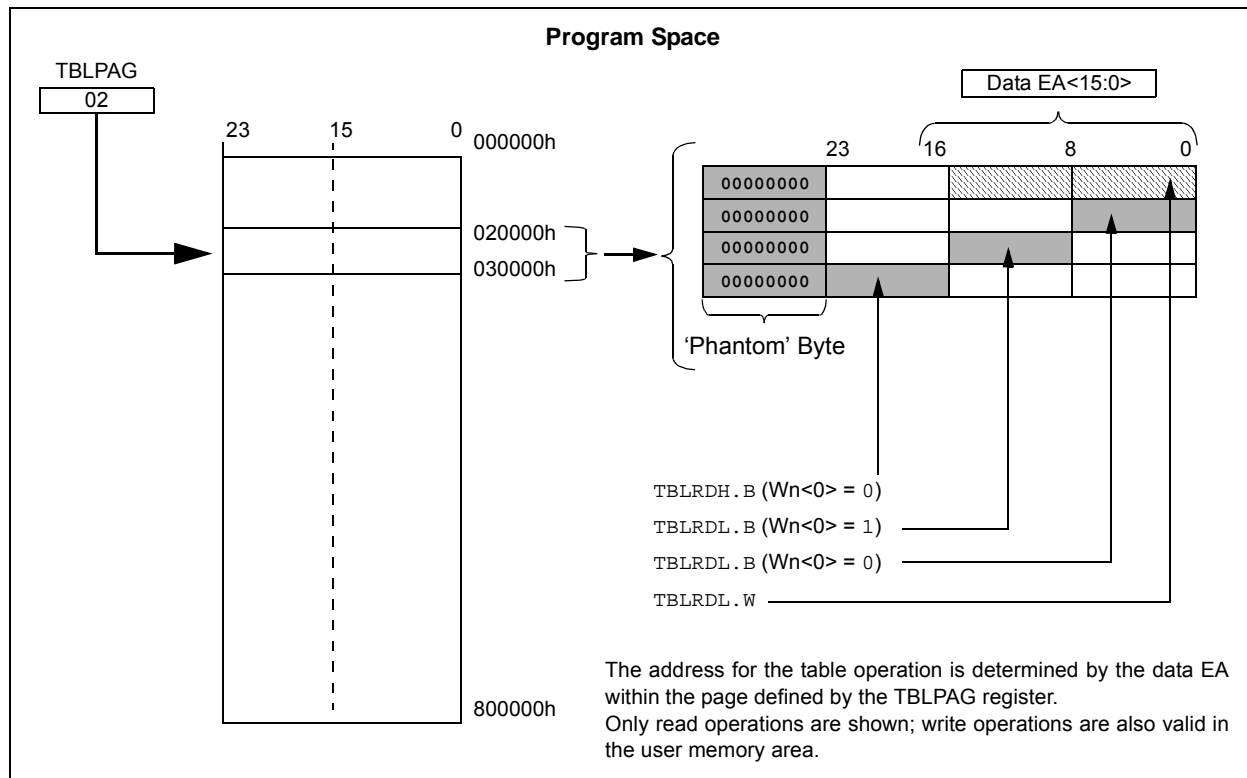 Program Space
TBLPAG
02
23 15 0
000000h
020000h
030000h
800000h
Data EA<15:0>
23 16 8 0
00000000
00000000
00000000
00000000
'Phantom' Byte
TBLRDH.B (Wn<0> = 0)
TBLRDL.B (Wn<0> = 1)
TBLRDL.B (Wn<0> = 0)
TBLRDL.W
The address for the table operation is determined by the data EA
within the page defined by the TBLPAG register.
Only read operations are shown; write operations are also valid in
the user memory area.